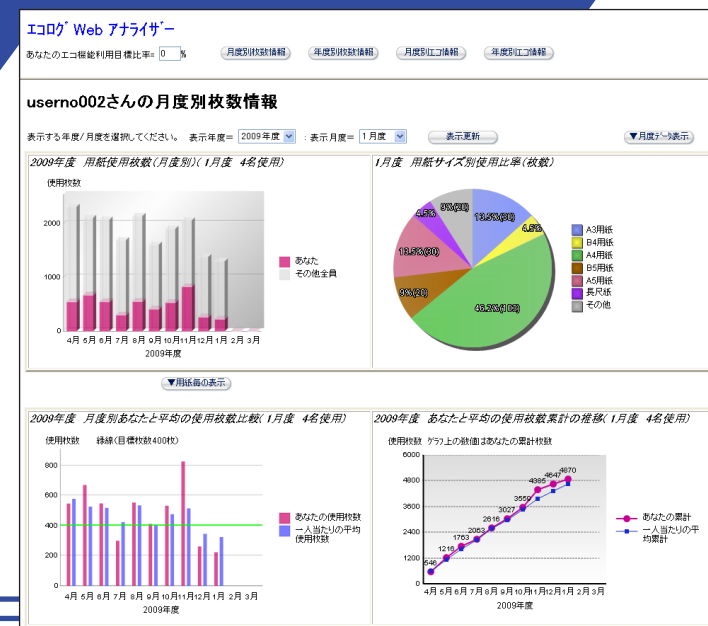 エコログ Web アナライザー
あなたのエコ機能利用目標比率= 0 %
月度別枚数情報 年度別枚数情報 月度別エコ情報 年度別エコ情報
userno002さんの月度別枚数情報
表示する年度/月度を選択してください。 表示年度= 2009年度 : 表示月度= 1月度 表示更新 ▼月度データ表示
2009年度 用紙使用枚数(月度別)( 1月度 4名使用)
使用枚数
2000
1000
0
4月 5月 6月 7月 8月 9月 10月 11月 12月 1月 2月 3月
2009年度
あなた
その他全員
1月度 用紙サイズ別使用比率(枚数)
9%(20)
13.5%(30)
4.5%
4.5%
13.5%(30)
9%(20)
45.2%(100)
A3用紙
B4用紙
A4用紙
B5用紙
A5用紙
長尺紙
その他
▼用紙毎の表示
2009年度 月度別あなたと平均の使用枚数比較( 1月度 4名使用)
使用枚数 緑線(目標枚数400枚)
800
600
400
200
0
4月 5月 6月 7月 8月 9月 10月 11月 12月 1月 2月 3月
2009年度
あなたの使用枚数
一人当たりの平均
使用枚数
2009年度 あなたと平均の使用枚数累計の推移( 1月度 4名使用)
使用枚数 グラフ上の数値はあなたの累計枚数
6000
4800
3600
2400
1200
0
548
1216
1763
2063
2616
3027
3559
4385
4647
4870
4月 5月 6月 7月 8月 9月 10月 11月 12月 1月 2月 3月
2009年度
あなたの累計
一人当たりの平
均累計